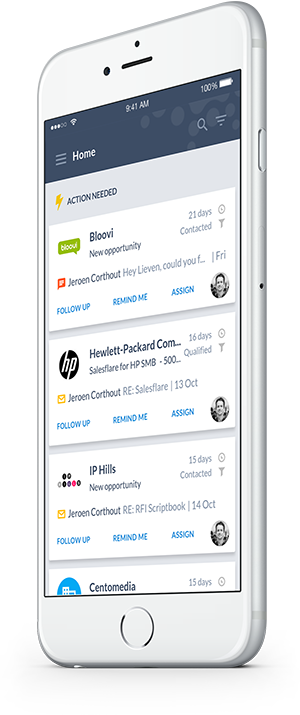 9:41 AM
100%
Home
ACTION NEEDED
bloovi
Bloovi
21 days
New opportunity
Contacted
Jeroen Corthout Hey Lieven, could you f... | Fri
FOLLOW UP REMIND ME ASSIGN
hp
Hewlett-Packard Com...
16 days
Salesflare for HP SMB - 500...
Qualified
Jeroen Corthout RE: Salesflare | 13 Oct
FOLLOW UP REMIND ME ASSIGN
IP Hills
15 days
New opportunity
Contacted
Jeroen Corthout RE: RFI Scriptbook | 14 Oct
FOLLOW UP REMIND ME ASSIGN
Centomedia
15 days